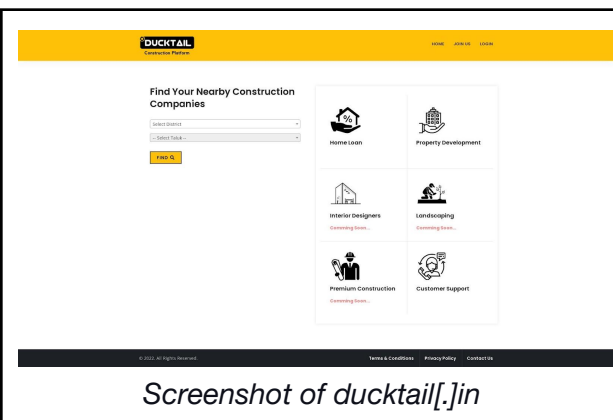 DUCKTAIL
Construction Platform
HOME JOIN US LOGIN
Find Your Nearby Construction
Companies
Select District
-- Select Taluk --
FIND
Home Loan
Property Development
Interior Designers
Comming Soon...
Landscaping
Comming Soon...
Premium Construction
Comming Soon...
Customer Support
© 2022. All Rights Reserved.
Terms & Conditions Privacy Policy Contact Us
Screenshot of ducktail[.]in